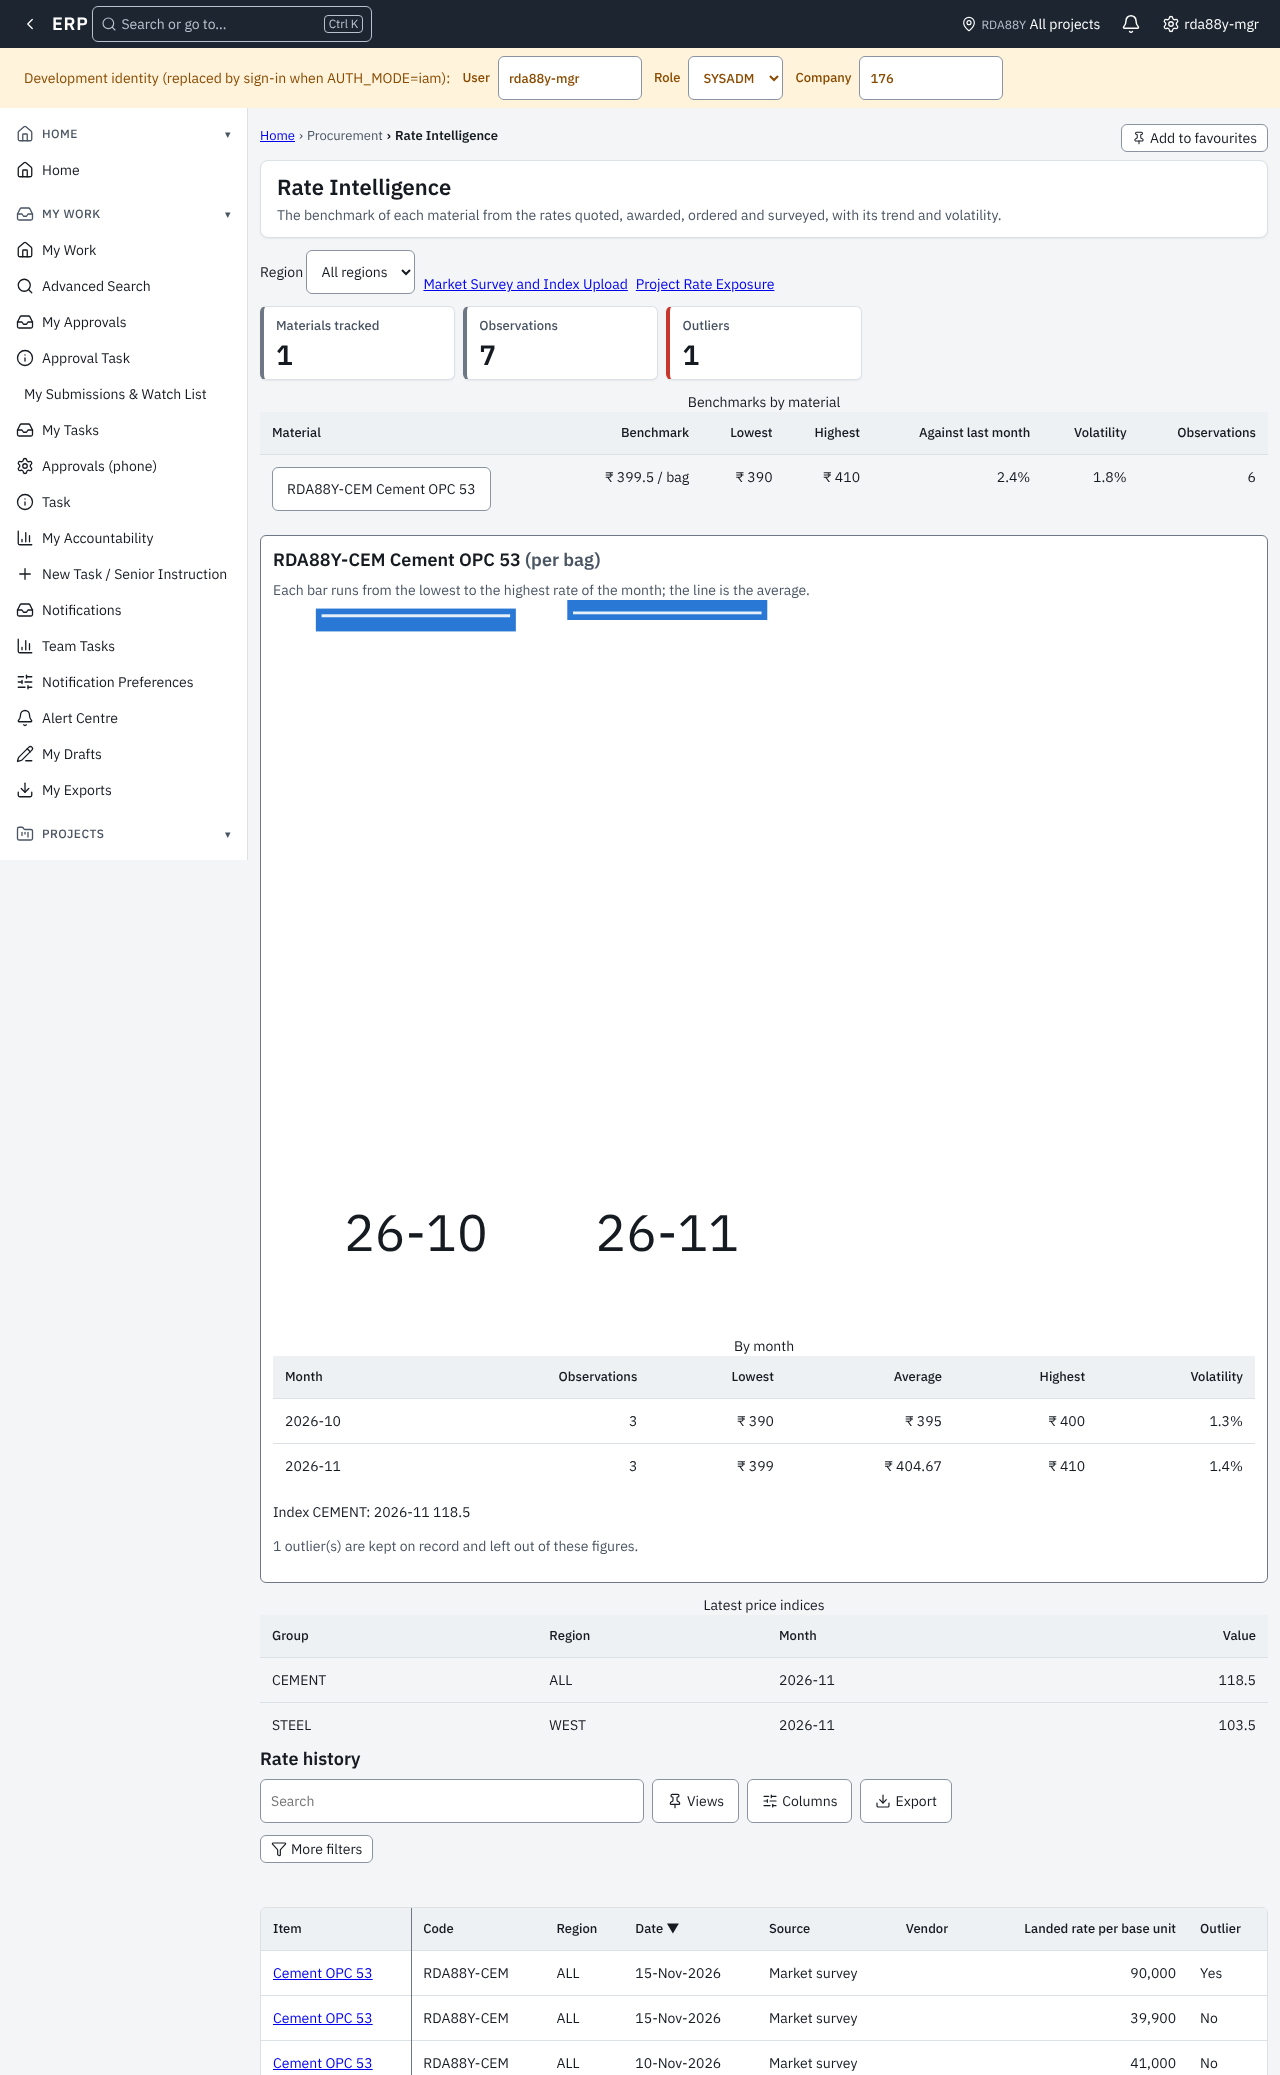 ERP Search or go to... Ctrl K RDA88Y All projects rda88y-mgr
Development identity (replaced by sign-in when AUTH_MODE=iam): User rda88y-mgr Role SYSADM Company 176
HOME
Home
MY WORK
My Work
Advanced Search
My Approvals
Approval Task
My Submissions & Watch List
My Tasks
Approvals (phone)
Task
My Accountability
New Task / Senior Instruction
Notifications
Team Tasks
Notification Preferences
Alert Centre
My Drafts
My Exports
PROJECTS
Home › Procurement › Rate Intelligence Add to favourites
Rate Intelligence
The benchmark of each material from the rates quoted, awarded, ordered and surveyed, with its trend and volatility.
Region All regions Market Survey and Index Upload Project Rate Exposure
Materials tracked Observations Outliers
1 7 1
Benchmarks by material
Material Benchmark Lowest Highest Against last month Volatility Observations
RDA88Y-CEM Cement OPC 53 ₹ 399.5 / bag ₹ 390 ₹ 410 2.4% 1.8% 6
RDA88Y-CEM Cement OPC 53 (per bag)
Each bar runs from the lowest to the highest rate of the month; the line is the average.
26-10 26-11
By month
Month Observations Lowest Average Highest Volatility
2026-10 3 ₹ 390 ₹ 395 ₹ 400 1.3%
2026-11 3 ₹ 399 ₹ 404.67 ₹ 410 1.4%
Index CEMENT: 2026-11 118.5
1 outlier(s) are kept on record and left out of these figures.
Latest price indices
Group Region Month Value
CEMENT ALL 2026-11 118.5
STEEL WEST 2026-11 103.5
Rate history
Search Views Columns Export
More filters
Item Code Region Date ▼ Source Vendor Landed rate per base unit Outlier
Cement OPC 53 RDA88Y-CEM ALL 15-Nov-2026 Market survey 90,000 Yes
Cement OPC 53 RDA88Y-CEM ALL 15-Nov-2026 Market survey 39,900 No
Cement OPC 53 RDA88Y-CEM ALL 10-Nov-2026 Market survey 41,000 No